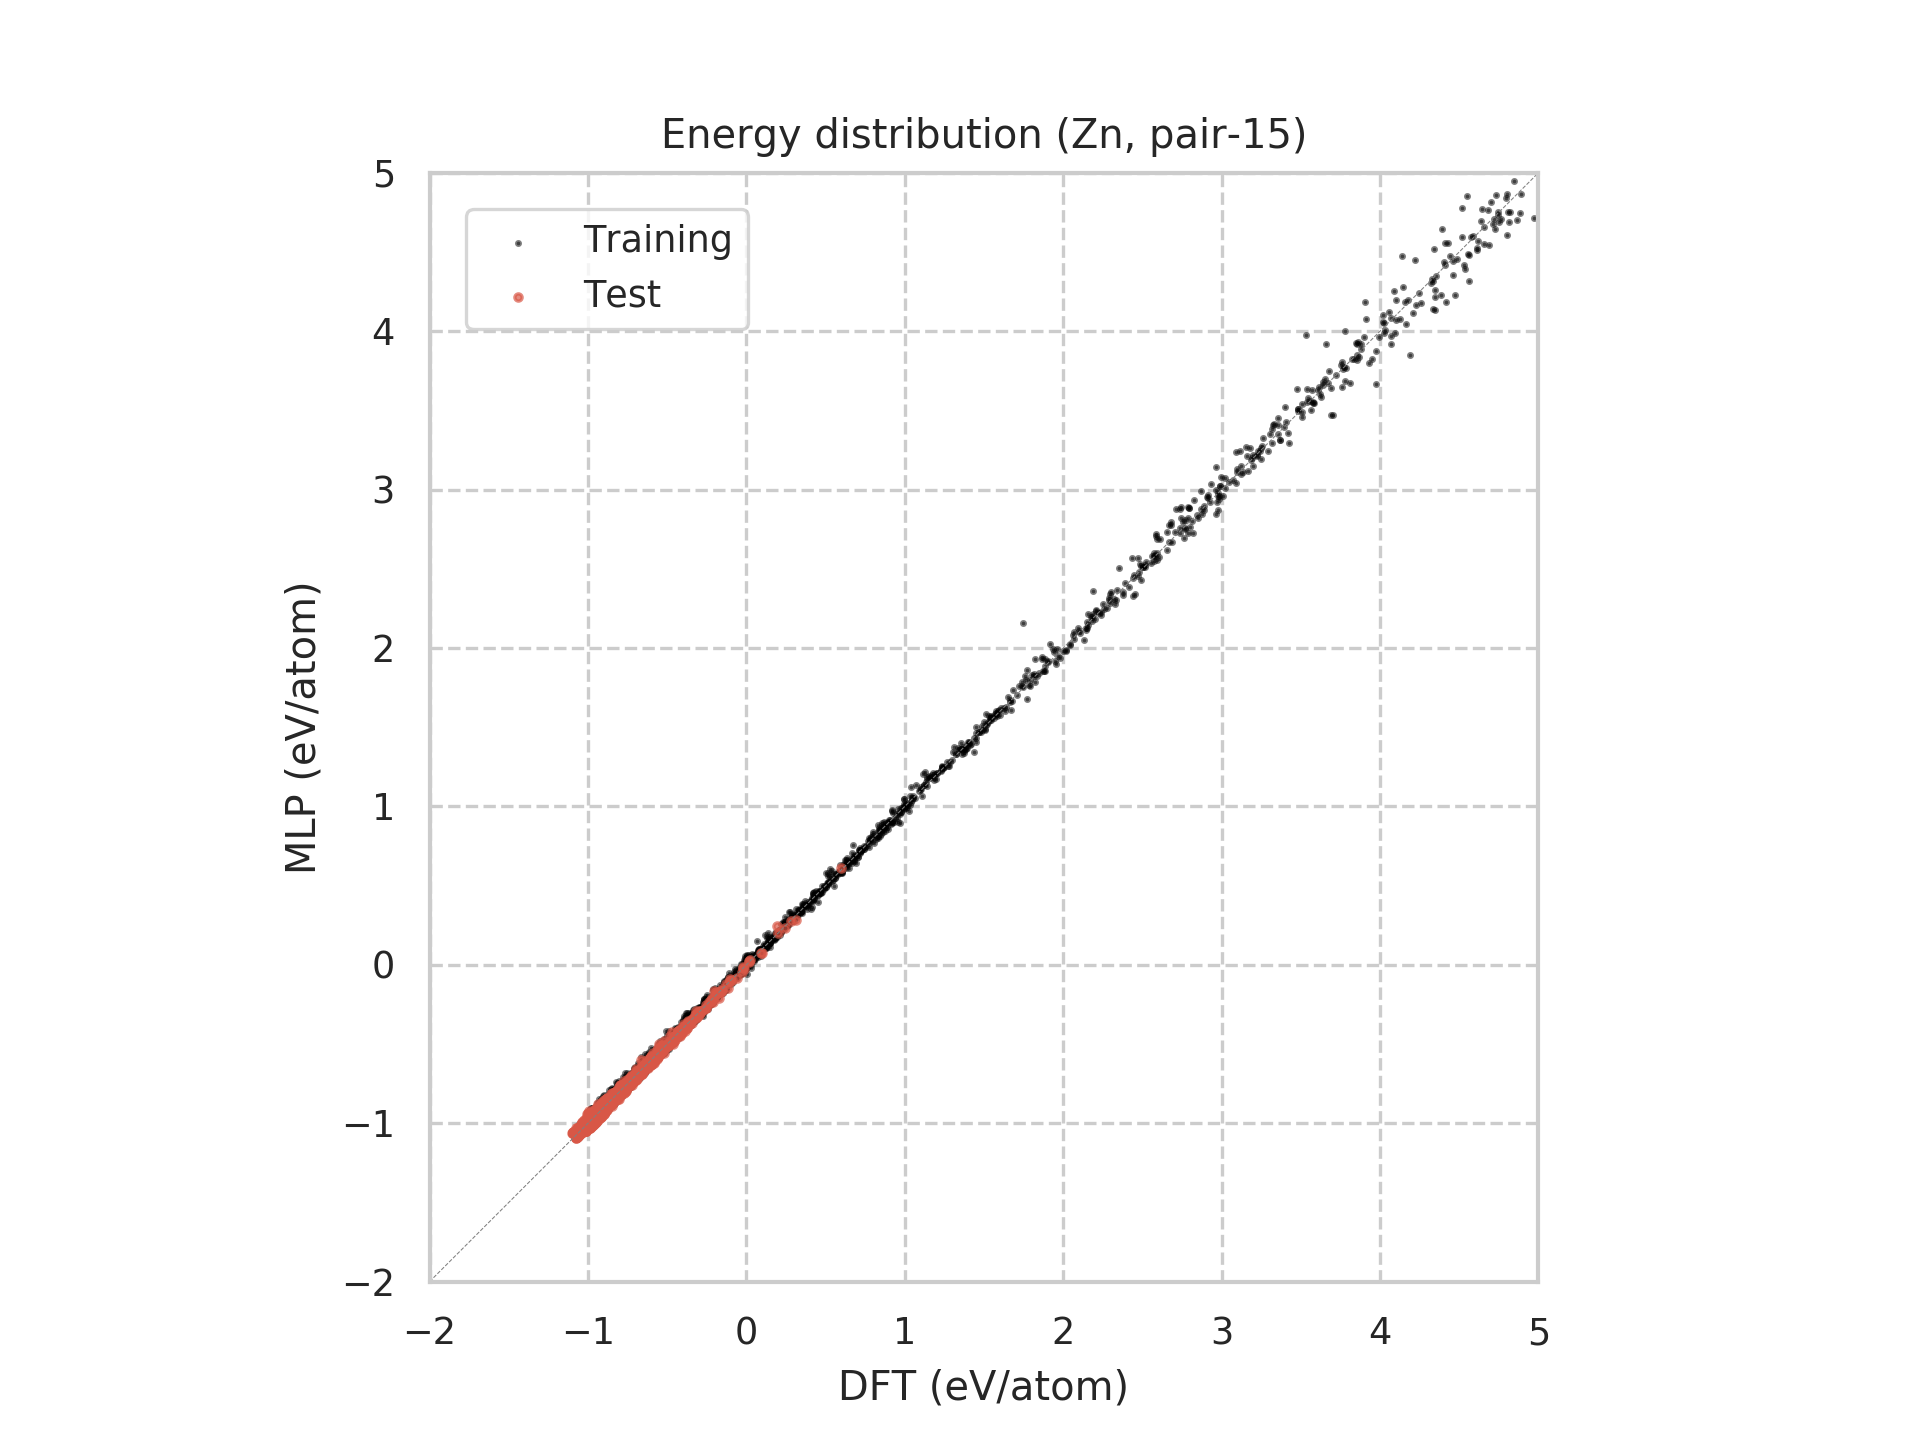 Energy distribution (Zn, pair-15)
Training
Test
5
4
3
2
1
0
−1
−2
MLP (eV/atom)
−2 −1 0 1 2 3 4 5
DFT (eV/atom)